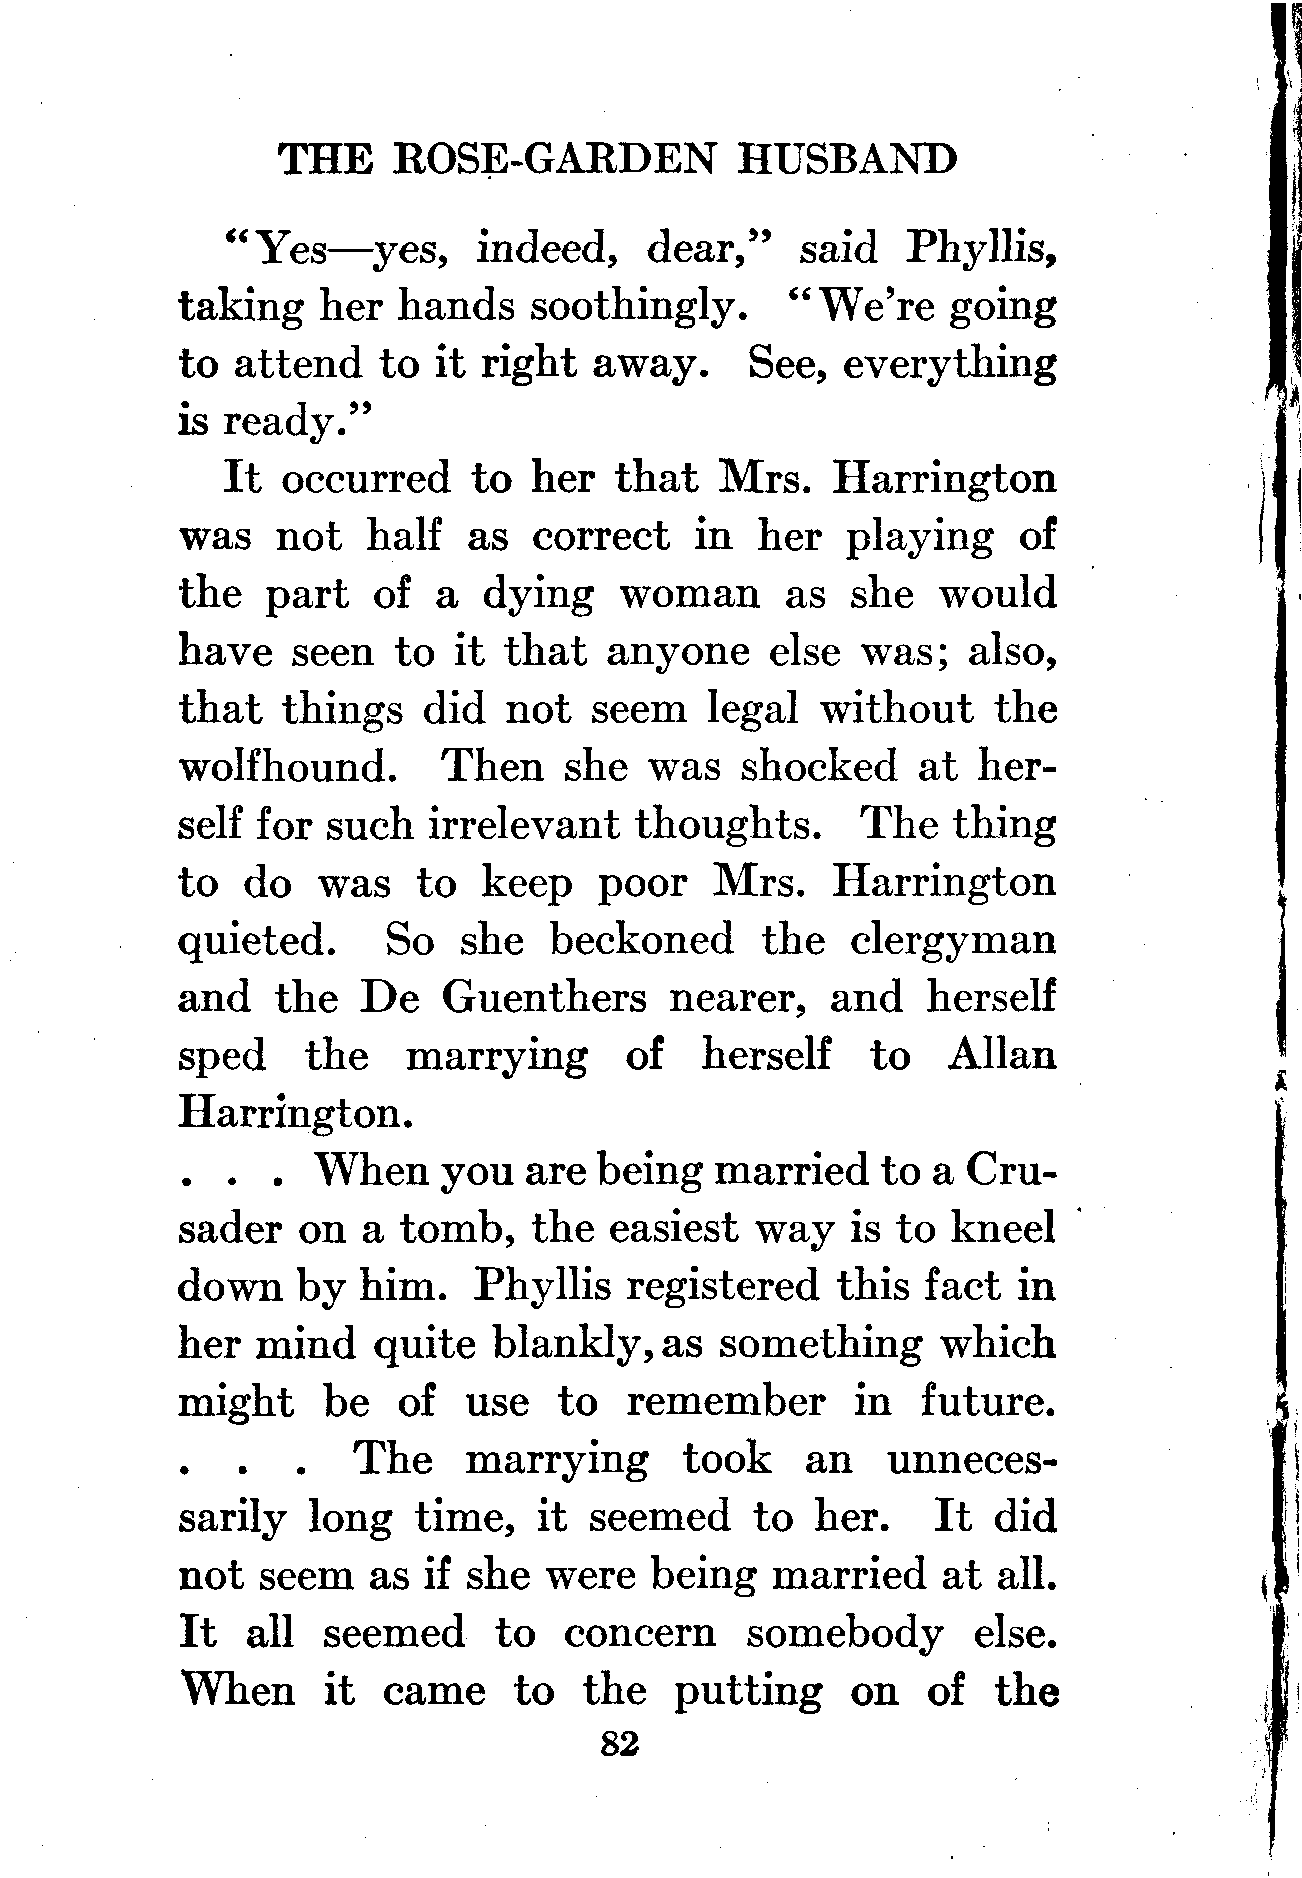 THE ROSE-GARDEN HUSBAND
“Yes—yes, indeed, dear,” said Phyllis,
taking her hands soothingly. “We're going
to attend to it right away. See, everything
is ready.”
It occurred to her that Mrs. Harrington
was not half as correct in her playing of
the part of a dying woman as she would
have seen to it that anyone else was; also,
that things did not seem legal without the
wolfhound. Then she was shocked at her-
self for such irrelevant thoughts. The thing
to do was to keep poor Mrs. Harrington
quieted. So she beckoned the clergyman
and the De Guenthers nearer, and herself
sped the marrying of herself to Allan
Harrington.
. . . When you are being married to a Cru-
sader on a tomb, the easiest way is to kneel
down by him. Phyllis registered this fact in
her mind quite blankly, as something which
might be of use to remember in future.
. . . The marrying took an unneces-
sarily long time, it seemed to her. It did
not seem as if she were being married at all.
It all seemed to concern somebody else.
When it came to the putting on of the
82